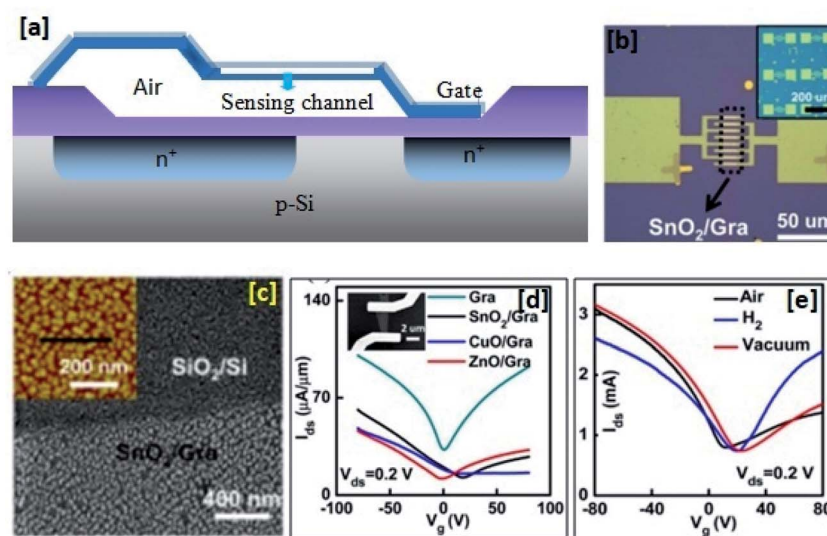 [a]
Air
Sensing channel
Gate
n+
n+
p-Si
[b]
200 um
SnO2/Gra
50 um
[c]
200 nm
SiO2/Si
SnO2/Gra
400 nm
[d]
140
70
0
Ids (μA/μm)
Gra
SnO2/Gra
CuO/Gra
ZnO/Gra
2 um
Vds=0.2 V
-100 -50 0 50 100
Vg (V)
[e]
3
2
1
0
Ids (mA)
Air
H2
Vacuum
Vds=0.2 V
-80 -40 0 40 80
Vg (V)